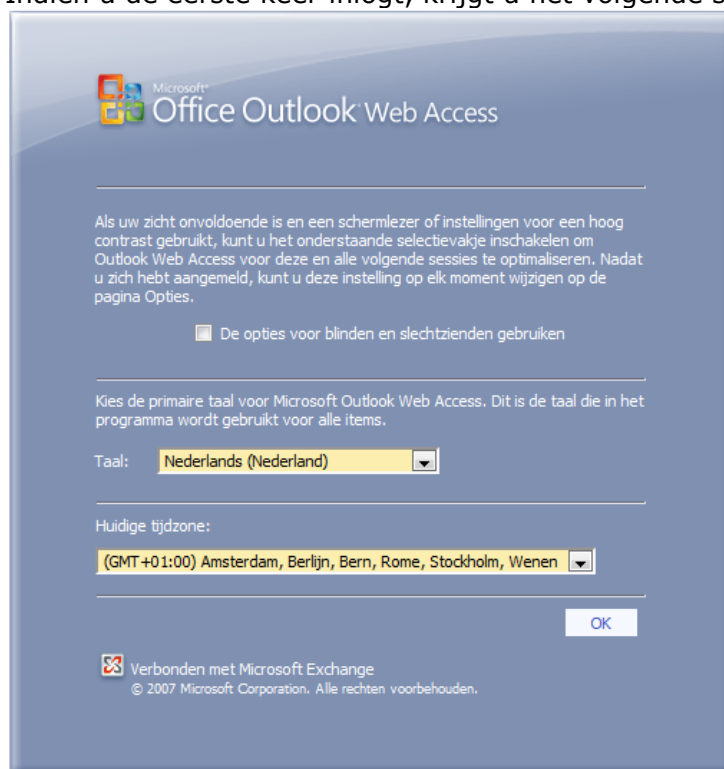 Indien u de eerste keer inlogt, krijgt u het volgende s
Microsoft®
Office Outlook Web Access
Als uw zicht onvoldoende is en een schermlezer of instellingen voor een hoog
contrast gebruikt, kunt u het onderstaande selectievakje inschakelen om
Outlook Web Access voor deze en alle volgende sessies te optimaliseren. Nadat
u zich hebt aangemeld, kunt u deze instelling op elk moment wijzigen op de
pagina Opties.
De opties voor blinden en slechtzienden gebruiken
Kies de primaire taal voor Microsoft Outlook Web Access. Dit is de taal die in het
programma wordt gebruikt voor alle items.
Taal: Nederlands (Nederland)
Huidige tijdzone:
(GMT+01:00) Amsterdam, Berlijn, Bern, Rome, Stockholm, Wenen
OK
Verbonden met Microsoft Exchange
© 2007 Microsoft Corporation. Alle rechten voorbehouden.